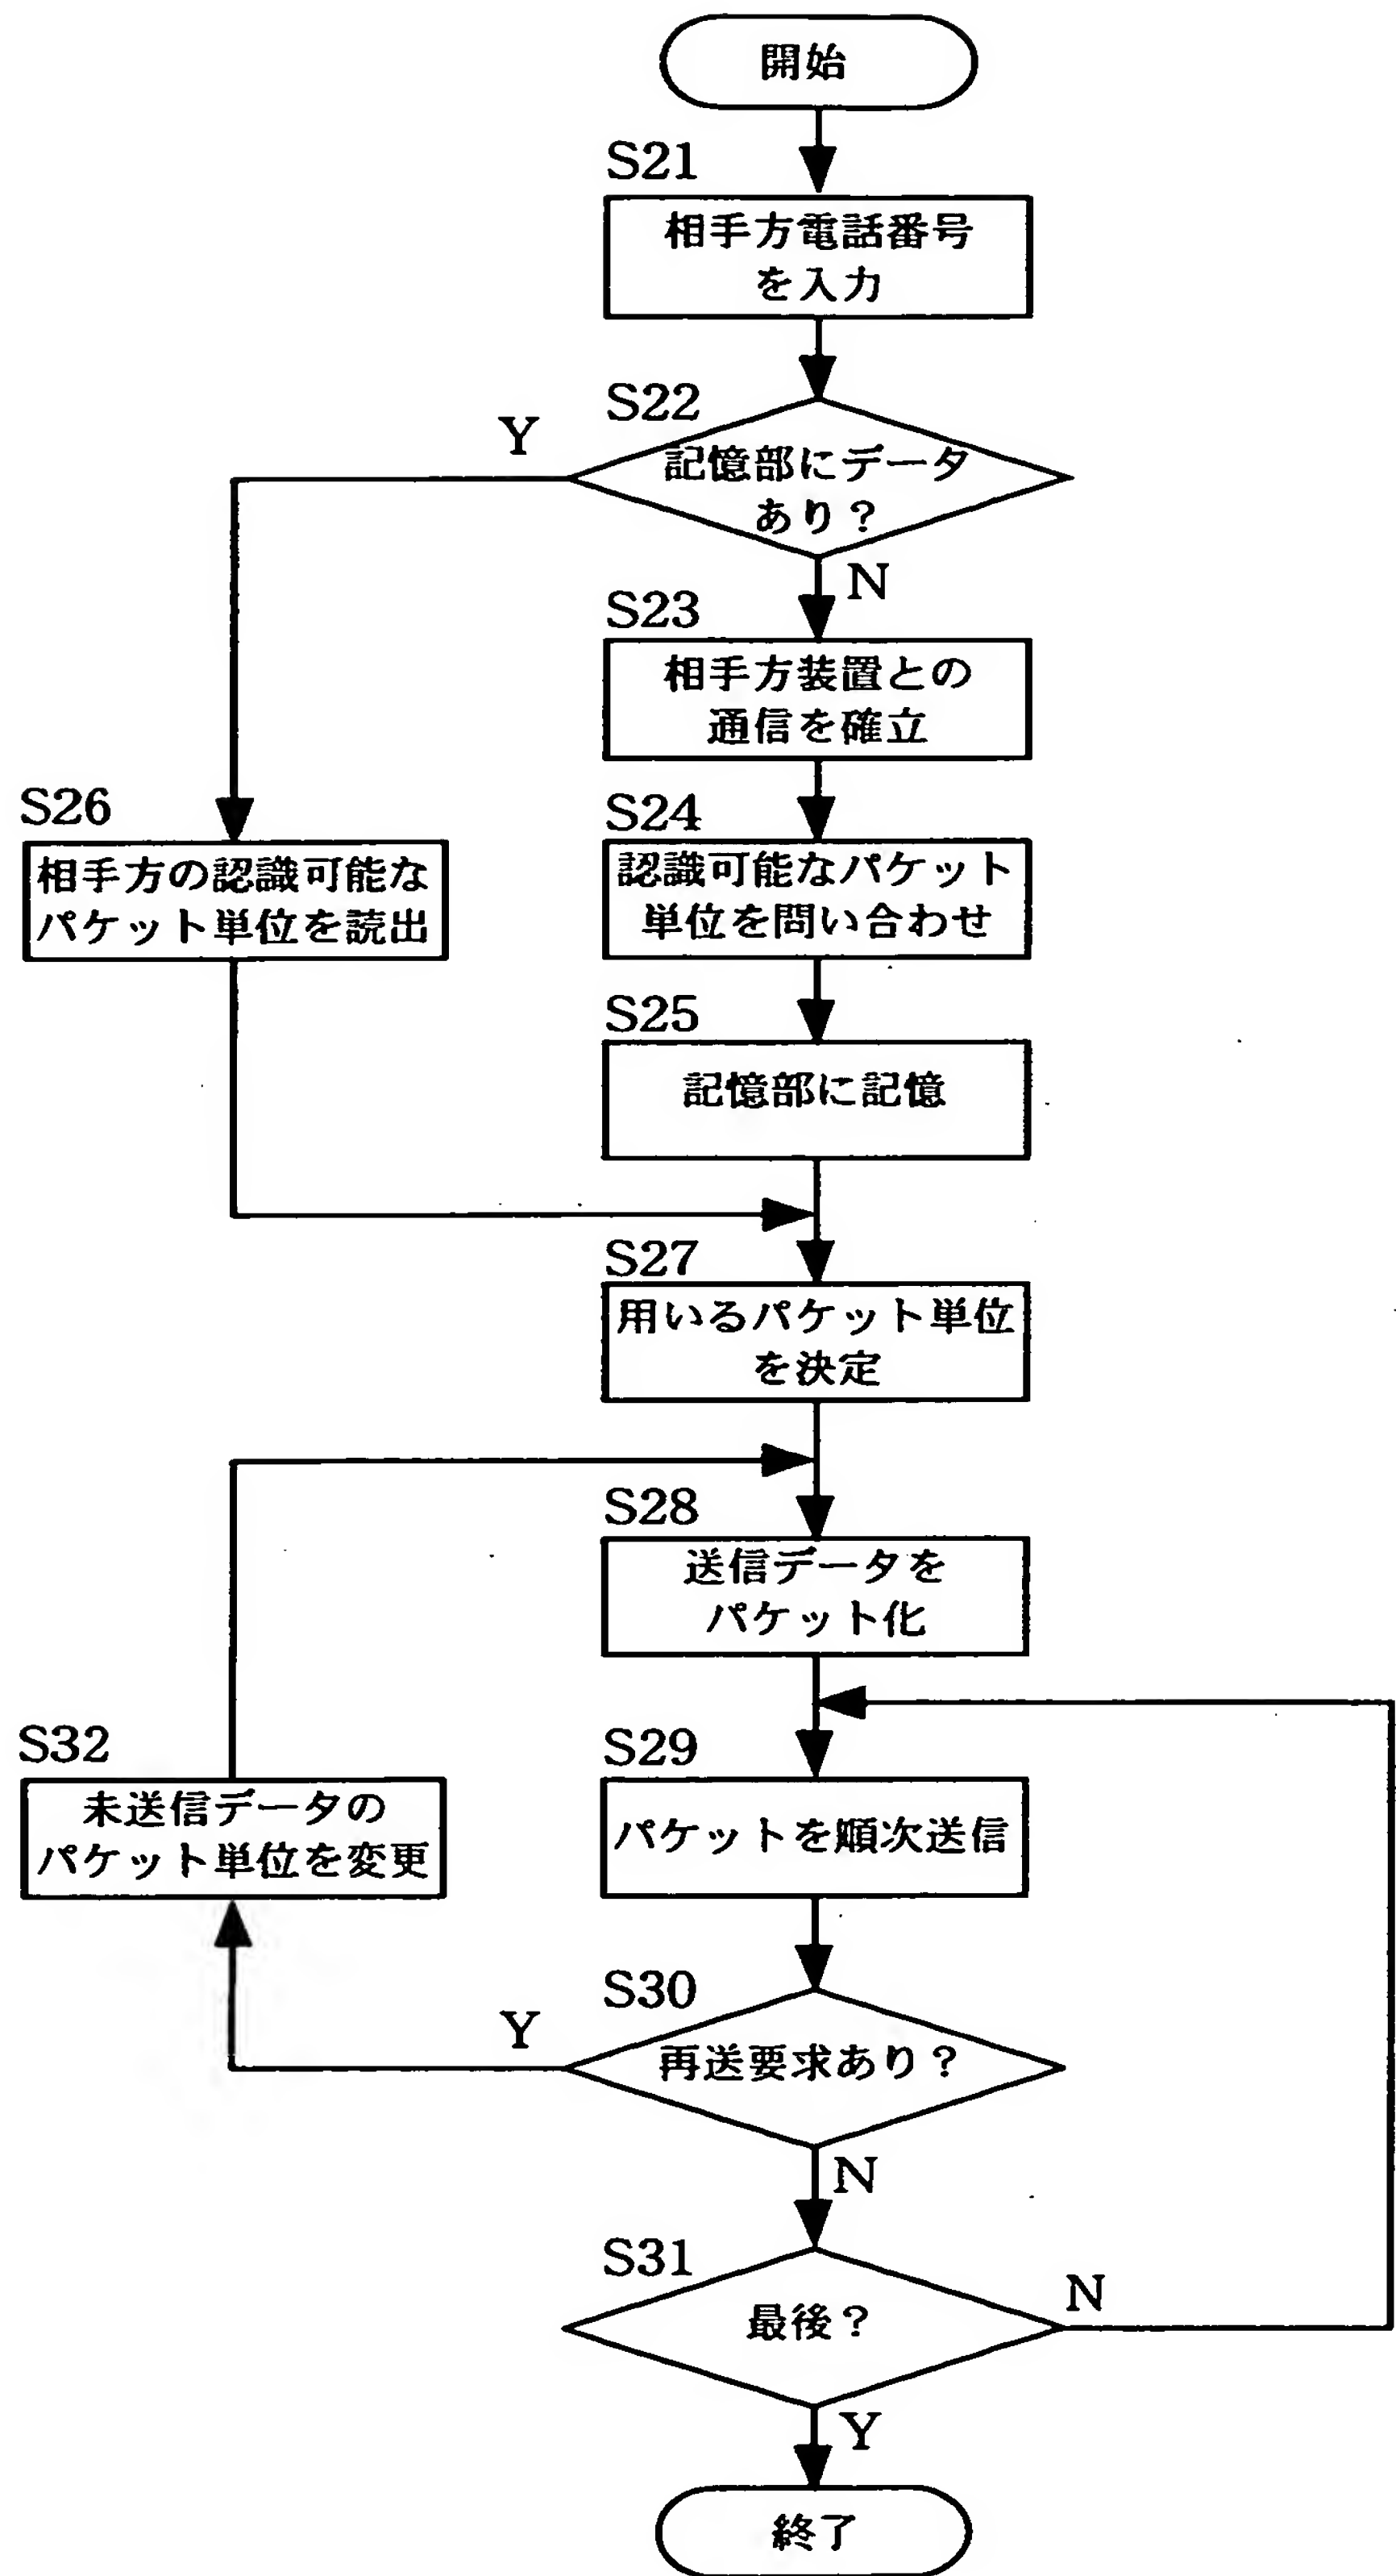 開始
S21
相手方電話番号
を入力
S22
Y
記憶部にデータ
あり？
N
S23
相手方装置との
通信を確立
S26
相手方の認識可能な
パケット単位を読出
S24
認識可能なパケット
単位を問い合わせ
S25
記憶部に記憶
S27
用いるパケット単位
を決定
S28
送信データを
パケット化
S32
未送信データの
パケット単位を変更
S29
パケットを順次送信
S30
Y
再送要求あり？
N
S31
最後？
N
Y
終了